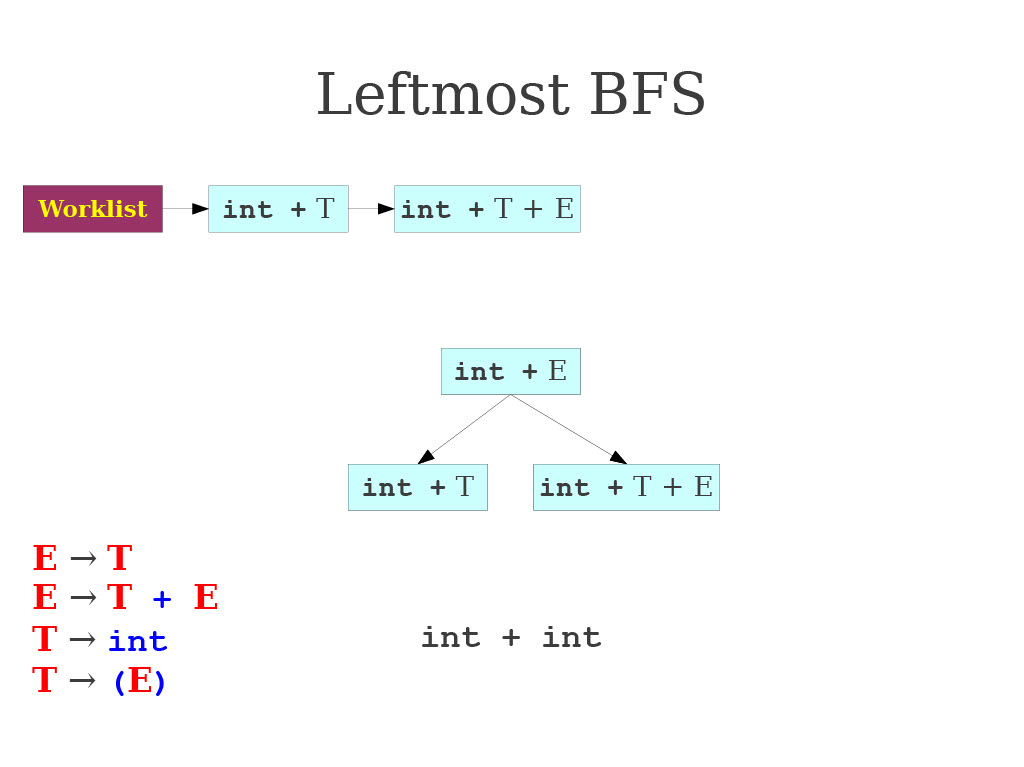 Leftmost BFS
Worklist int + T int + T + E
int + E
int + T int + T + E
E → T
E → T + E
T → int
T → (E)
int + int